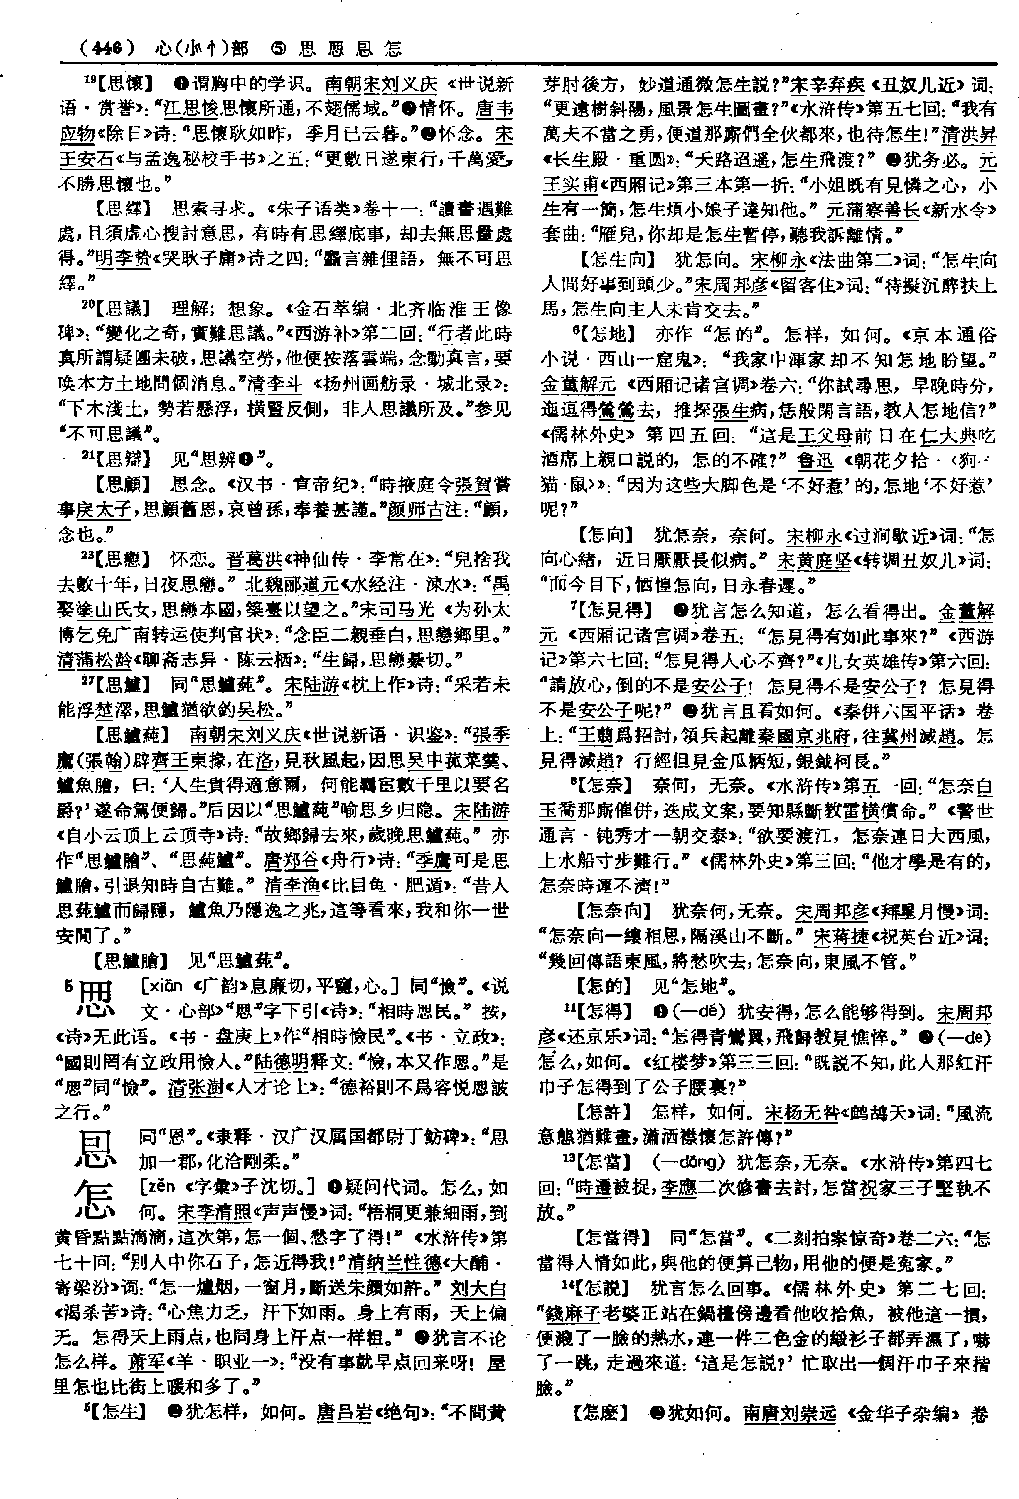 （446） 心(小忄)部 ⑤ 思 愿 恖 怎
¹⁹【思懷】 ❶谓胸中的学识。南朝宋刘义庆《世说新
语·赏誉》：“江思悛思懷所通，不翅儒域。”❷情怀。唐韦
应物《除日》诗：“思懷耿如昨，季月已云暮。”❸怀念。宋
王安石《与孟逸秘校手书》之五：“更數日遂東行，千萬愛，
不勝思懷也。”
【思繹】 思索寻求。《朱子语类》卷十一：“讀書遇難
處，且須虛心搜討意思，有時有思繹底事，却去無思量處
得。”明李贽《哭耿子庸》诗之四：“麤言雜俚語，無不可思
繹。”
²⁰【思議】 理解；想象。《金石萃编·北齐临淮王像
碑》：“變化之奇，實難思議。”《西游补》第二回：“行者此時
真所謂疑團未破，思議空勞，他便按落雲端，念動真言，要
唤本方土地問個消息。”清李斗《扬州画舫录·城北录》：
“下木淺土，勢若懸浮，横豎反側，非人思議所及。”参见
“不可思議”。
²¹【思辯】 见“思辨❶”。
【思顧】 思念。《汉书·宣帝纪》：“時掖庭令張賀嘗
事戾太子，思顧舊恩，哀曾孫，奉養甚謹。”颜师古注：“顧，
念也。”
²³【思戀】 怀恋。晋葛洪《神仙传·李常在》：“兒捨我
去數十年，日夜思戀。”北魏郦道元《水经注·涑水》：“禹
娶塗山氏女，思戀本國，築臺以望之。”宋司马光《为孙太
博乞免广南转运使判官状》：“念臣二親垂白，思戀鄉里。”
清蒲松龄《聊斋志异·陈云栖》：“生歸，思戀綦切。”
²⁷【思鱸】 同“思鱸蒓”。宋陆游《枕上作》诗：“采若未
能浮楚澤，思鱸猶欲釣吴松。”
【思鱸蒓】 南朝宋刘义庆《世说新语·识鉴》：“張季
鷹(張翰)辟齊王東掾，在洛，見秋風起，因思吴中菰菜羹、
鱸魚膾，曰：‘人生貴得適意爾，何能羈宦數千里以要名
爵？’遂命駕便歸。”后因以“思鱸蒓”喻思乡归隐。宋陆游
《自小云顶上云顶寺》诗：“故鄉歸去來，歲晚思鱸蒓。”亦
作“思鱸膾”、“思蒓鱸”。唐郑谷《舟行》诗：“季鷹可是思
鱸膾，引退知時自古難。”清李渔《比目鱼·肥遁》：“昔人
思蒓鱸而歸隱，鱸魚乃隱逸之兆，這等看來，我和你一世
安閒了。”
【思鱸膾】 见“思鱸蒓”。
⁵愢 [xiān 《广韵》息廉切，平鹽，心。]同“憸”。《说
文·心部》“愢”字下引《诗》：“相時愢民。”按，
《诗》无此语。《书·盘庚上》作“相時憸民”。《书·立政》：
“國則罔有立政用憸人。”陆德明释文：“憸，本又作愢。”是
“愢”同“憸”。清张澍《人才论上》：“德裕則不爲容悦愢詖
之行。”
恖 同“恩”。《隶释·汉广汉属国都尉丁鲂碑》：“恖
加一郡，化洽剛柔。”
怎 [zěn 《字彙》子沈切。]❶疑问代词。怎么，如
何。宋李清照《声声慢》词：“梧桐更兼細雨，到
黄昏點點滴滴，這次第，怎一個、愁字了得！”《水浒传》第
七十回：“别人中你石子，怎近得我！”清纳兰性德《大酺·
寄梁汾》词：“怎一爐烟，一窗月，斷送朱顔如許。”刘大白
《渴杀苦》诗：“心焦力乏，汗下如雨。身上有雨，天上偏
无。怎得天上雨点，也同身上汗点一样粗。”❷犹言不论
怎么样。萧军《羊·职业一》：“没有事就早点回来呀！屋
里怎也比街上暖和多了。”
⁵【怎生】 ❶犹怎样，如何。唐吕岩《绝句》：“不問黄
芽肘後方，妙道通微怎生説？”宋辛弃疾《丑奴儿近》词：
“更遠樹斜陽，風景怎生圖畫？”《水浒传》第五七回：“我有
萬夫不當之勇，便道那廝們全伙都來，也待怎生！”清洪昇
《长生殿·重圆》：“天路迢遥，怎生飛渡？”❷犹务必。元
王实甫《西厢记》第三本第一折：“小姐既有見憐之心，小
生有一簡，怎生煩小娘子達知他。”元蒲察善长《新水令》
套曲：“雁兒，你却是怎生暫停，聽我訴離情。”
【怎生向】 犹怎向。宋柳永《法曲第二》词：“怎生向
人間好事到頭少。”宋周邦彦《留客住》词：“待擬沉醉扶上
馬，怎生向主人未肯交去。”
⁶【怎地】 亦作“怎的”。怎样，如何。《京本通俗
小说·西山一窟鬼》：“我家中渾家却不知怎地盼望。”
金董解元《西厢记诸宫调》卷六：“你試尋思，早晚時分，
迤逗得鶯鶯去，推探張生病，恁般閑言語，教人怎地信？”
《儒林外史》第四五回：“這是王父母前日在仁大典吃
酒席上親口説的，怎的不確？”鲁迅《朝花夕拾·〈狗·
猫·鼠〉》：“因为这些大脚色是‘不好惹’的，怎地‘不好惹’
呢？”
【怎向】 犹怎奈，奈何。宋柳永《过涧歇近》词：“怎
向心緒，近日厭厭長似病。”宋黄庭坚《转调丑奴儿》词：
“而今目下，恓惶怎向，日永春遲。”
⁷【怎見得】 ❶犹言怎么知道，怎么看得出。金董解
元《西厢记诸宫调》卷五：“怎見得有如此事來？”《西游
记》第六七回：“怎見得人心不齊？”《儿女英雄传》第六回：
“請放心，倒的不是安公子！怎見得不是安公子？怎見得
不是安公子呢？”❷犹言且看如何。《秦併六国平话》卷
上：“王翦爲招討，領兵起離秦國京兆府，往冀州滅趙。怎
見得滅趙？行經但見金瓜柄短，銀鉞柯長。”
⁸【怎奈】 奈何，无奈。《水浒传》第五一回：“怎奈白
玉喬那廝催併，迭成文案，要知縣斷教雷横償命。”《警世
通言·钝秀才一朝交泰》：“欲要渡江，怎奈連日大西風，
上水船寸步難行。”《儒林外史》第三回：“他才學是有的，
怎奈時運不濟！”
【怎奈向】 犹奈何，无奈。宋周邦彦《拜星月慢》词：
“怎奈向一縷相思，隔溪山不斷。”宋蒋捷《祝英台近》词：
“幾回傳語東風，將愁吹去，怎奈向，東風不管。”
【怎的】 见“怎地”。
¹¹【怎得】 ❶(—dé)犹安得，怎么能够得到。宋周邦
彦《还京乐》词：“怎得青鸞翼，飛歸教見憔悴。”❷(—de)
怎么，如何。《红楼梦》第三三回：“既説不知，此人那紅汗
巾子怎得到了公子腰裏？”
【怎許】 怎样，如何。宋杨无咎《鹧鸪天》词：“風流
意態猶難畫，瀟洒襟懷怎許傳？”
¹³【怎當】 (—dāng)犹怎奈，无奈。《水浒传》第四七
回：“時遷被捉，李應二次修書去討，怎當祝家三子堅執不
放。”
【怎當得】 同“怎當”。《二刻拍案惊奇》卷二六：“怎
當得人情如此，與他的便算己物，用他的便是寃家。”
¹⁴【怎説】 犹言怎么回事。《儒林外史》第二七回：
“錢麻子老婆正站在鍋檯傍邊看他收拾魚，被他這一摜，
便濺了一臉的熱水，連一件二色金的緞衫子都弄濕了，嚇
了一跳，走過來道：‘這是怎説？’忙取出一個汗巾子來揩
臉。”
【怎麽】 ❶犹如何。南唐刘崇远《金华子杂编》卷